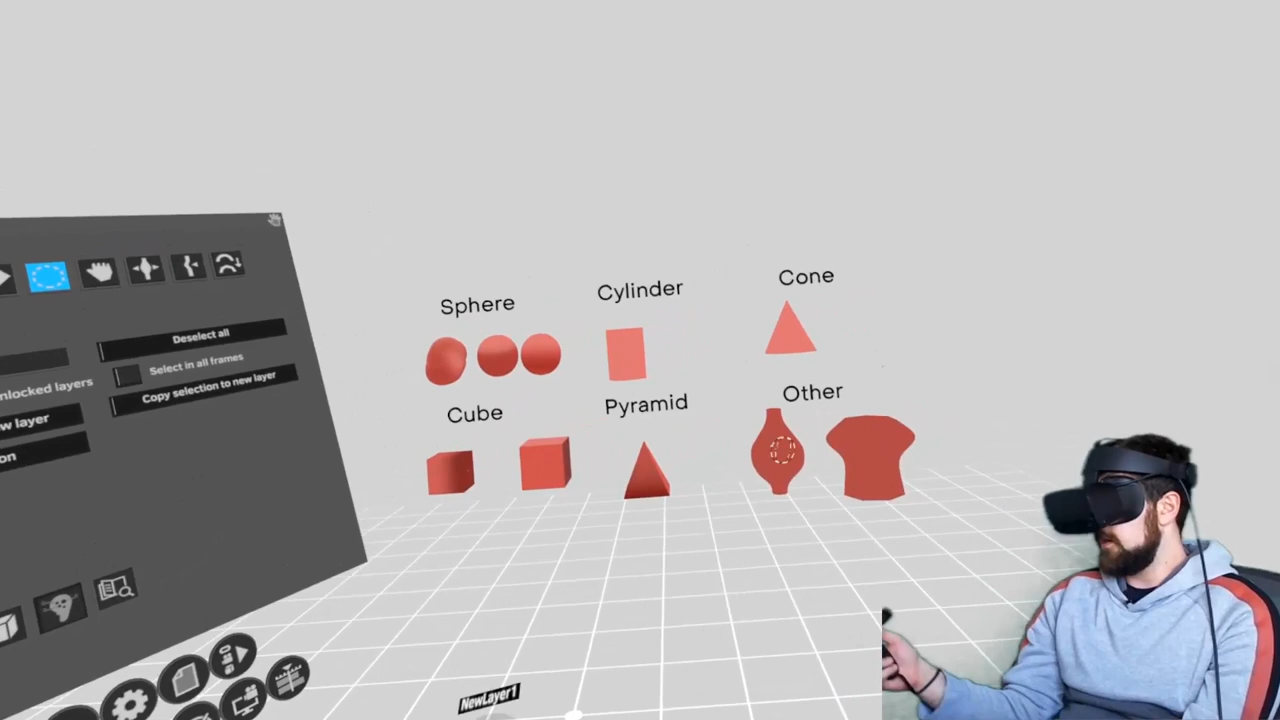 Deselect all
Select in all frames
nlocked layers
Copy selection to new layer
w layer
on
Sphere
Cylinder
Cone
Cube
Pyramid
Other
NewLayer1